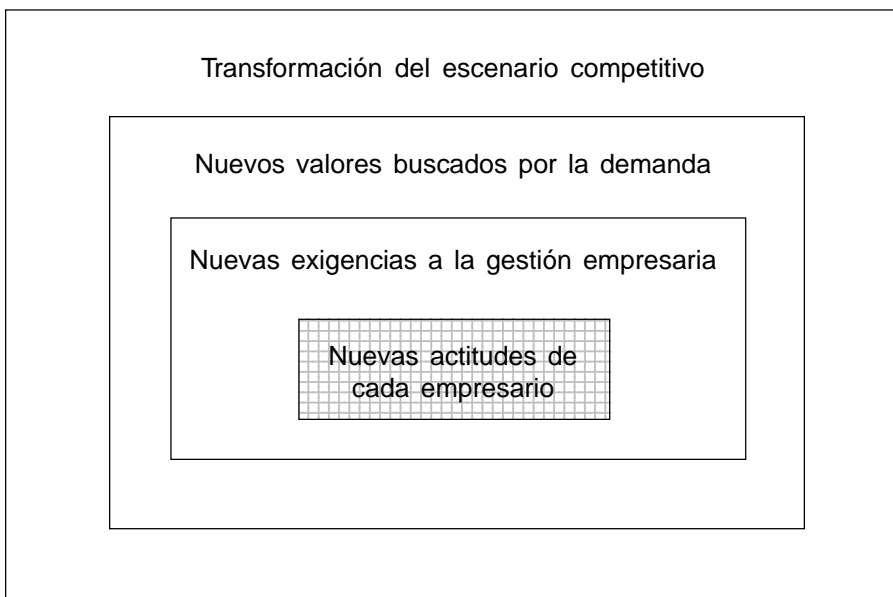 Transformación del escenario competitivo
Nuevos valores buscados por la demanda
Nuevas exigencias a la gestión empresaria
Nuevas actitudes de
cada empresario